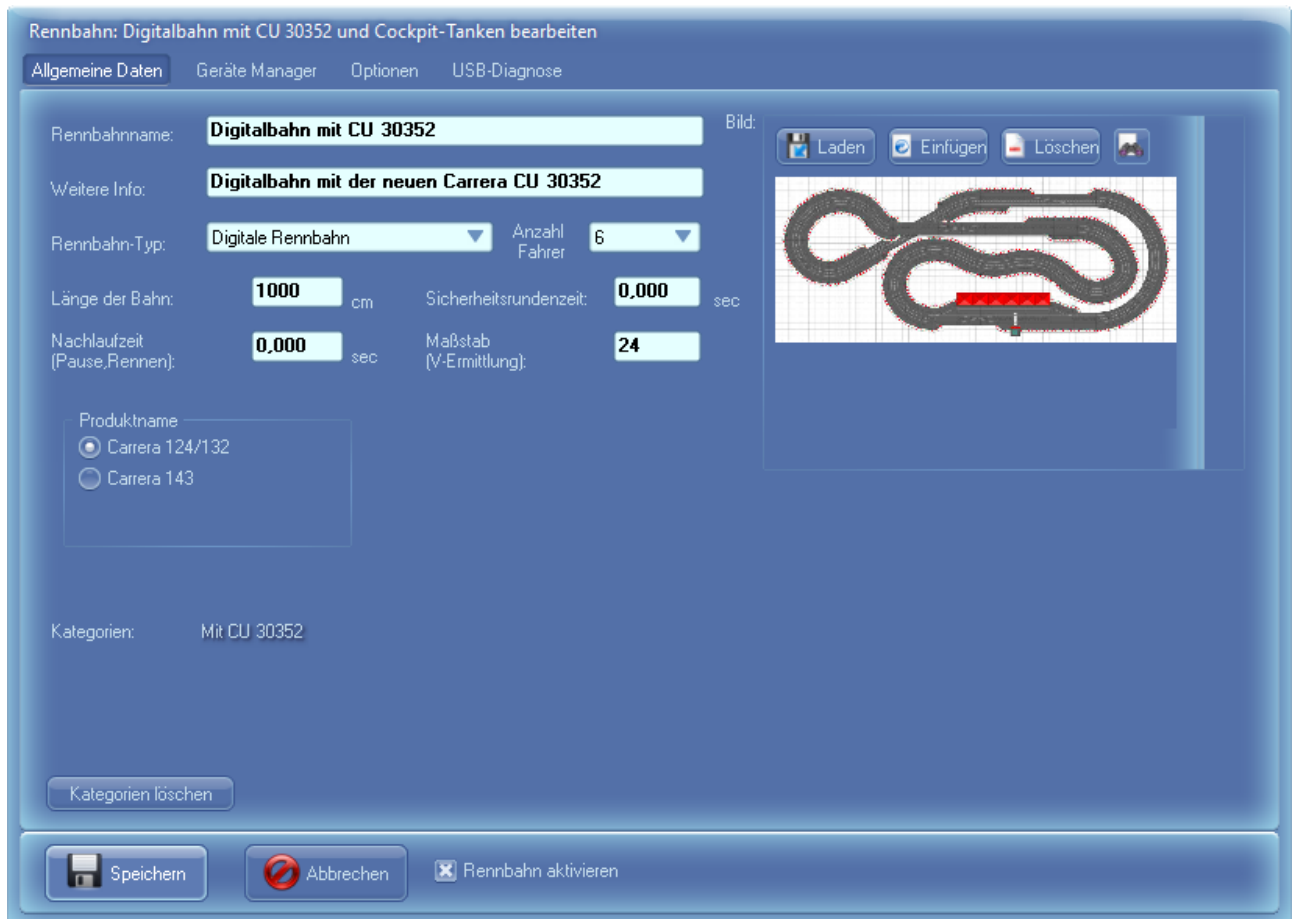 Rennbahn: Digitalbahn mit CU 30352 und Cockpit-Tanken bearbeiten
Allgemeine Daten Geräte Manager Optionen USB-Diagnose
Rennbahnname: Digitalbahn mit CU 30352 Bild:
Laden Einfügen Löschen
Weitere Info: Digitalbahn mit der neuen Carrera CU 30352
Rennbahn-Typ: Digitale Rennbahn Anzahl Fahrer 6
Länge der Bahn: 1000 cm Sicherheitsrundenzeit: 0,000 sec
Nachlaufzeit (Pause,Rennen): 0,000 sec Maßstab (V-Ermittlung): 24
Produktname
Carrera 124/132
Carrera 143
Kategorien: Mit CU 30352
Kategorien löschen
Speichern Abbrechen Rennbahn aktivieren